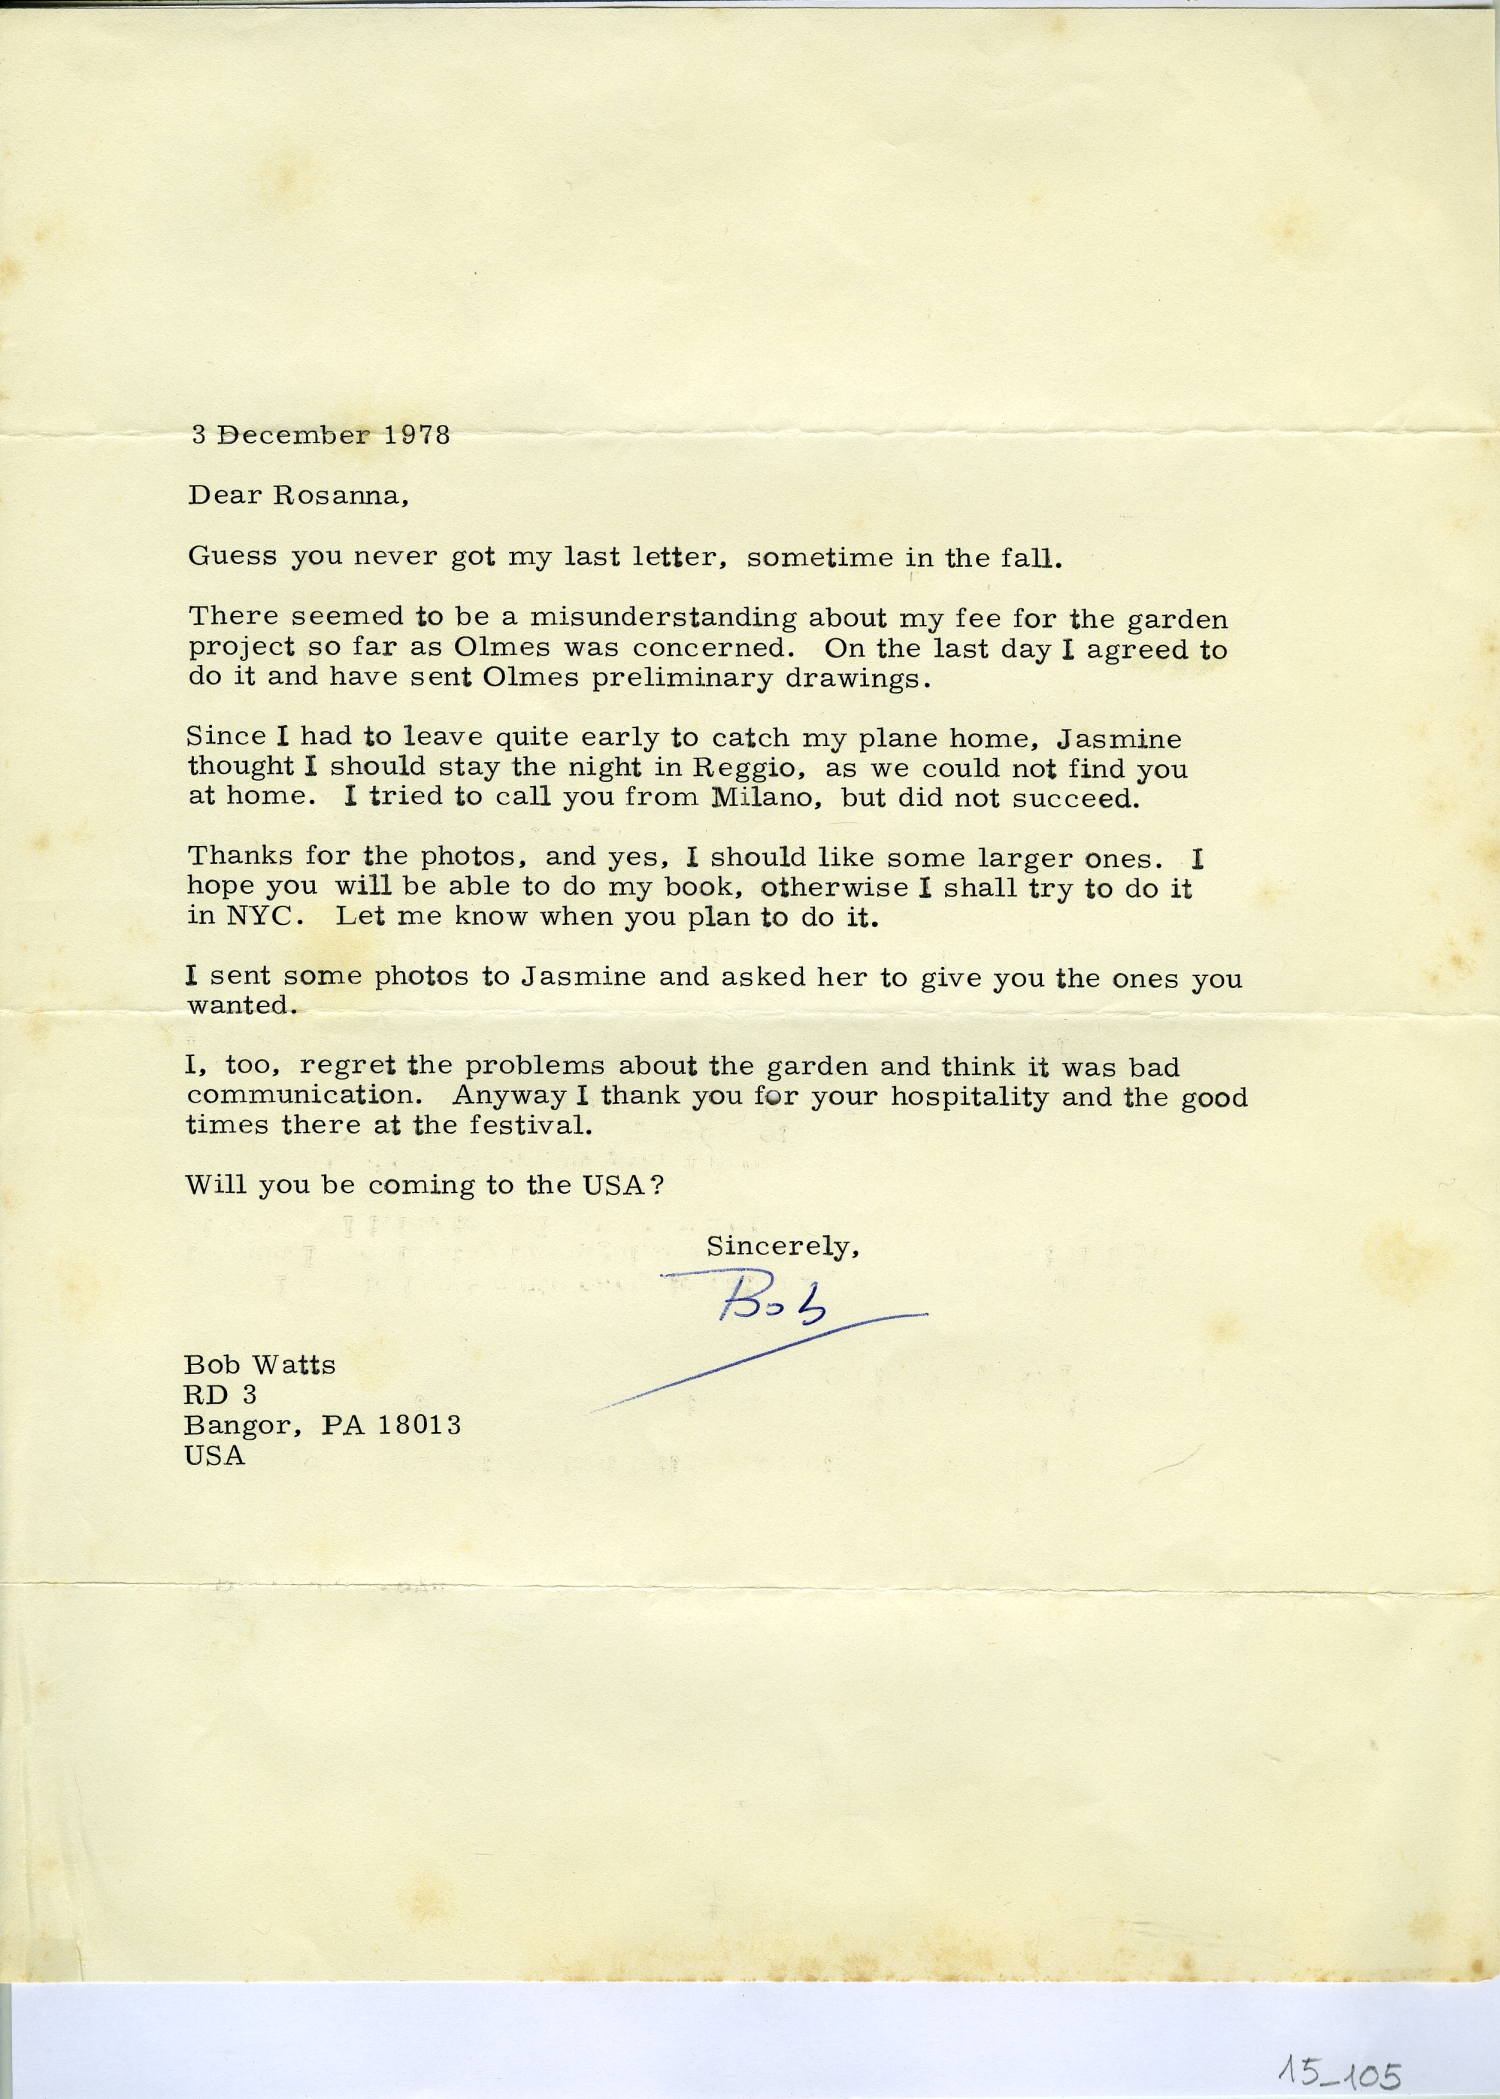 3 December 1978
Dear Rosanna,
Guess you never got my last letter, sometime in the fall.
There seemed to be a misunderstanding about my fee for the garden
project so far as Olmes was concerned. On the last day I agreed to
do it and have sent Olmes preliminary drawings.
Since I had to leave quite early to catch my plane home, Jasmine
thought I should stay the night in Reggio, as we could not find you
at home. I tried to call you from Milano, but did not succeed.
Thanks for the photos, and yes, I should like some larger ones. I
hope you will be able to do my book, otherwise I shall try to do it
in NYC. Let me know when you plan to do it.
I sent some photos to Jasmine and asked her to give you the ones you
wanted.
I, too, regret the problems about the garden and think it was bad
communication. Anyway I thank you for your hospitality and the good
times there at the festival.
Will you be coming to the USA?
Sincerely,
Bob
Bob Watts
RD 3
Bangor, PA 18013
USA
15_105